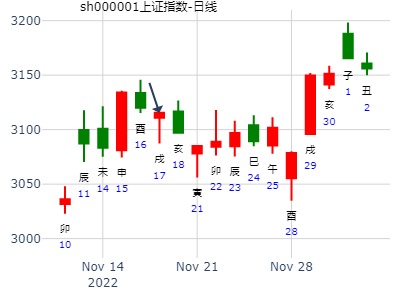 sh000001上证指数-日线
3200
3150
3100
3050
3000
卯
10
辰
11
未
14
申
15
酉
16
戌
17
亥
18
寅
21
卯
22
辰
23
巳
24
午
25
酉
28
戌
29
亥
30
子
1
丑
2
Nov 14
2022
Nov 21
Nov 28